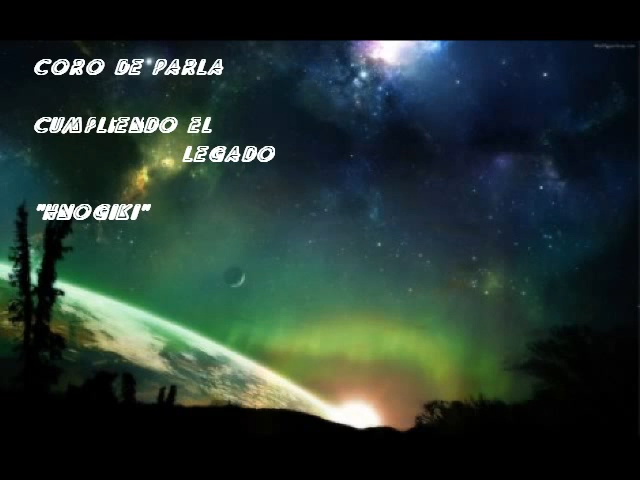 CORO DE PARLA
CUMPLIENDO EL
LEGADO
"HNOGIKI"